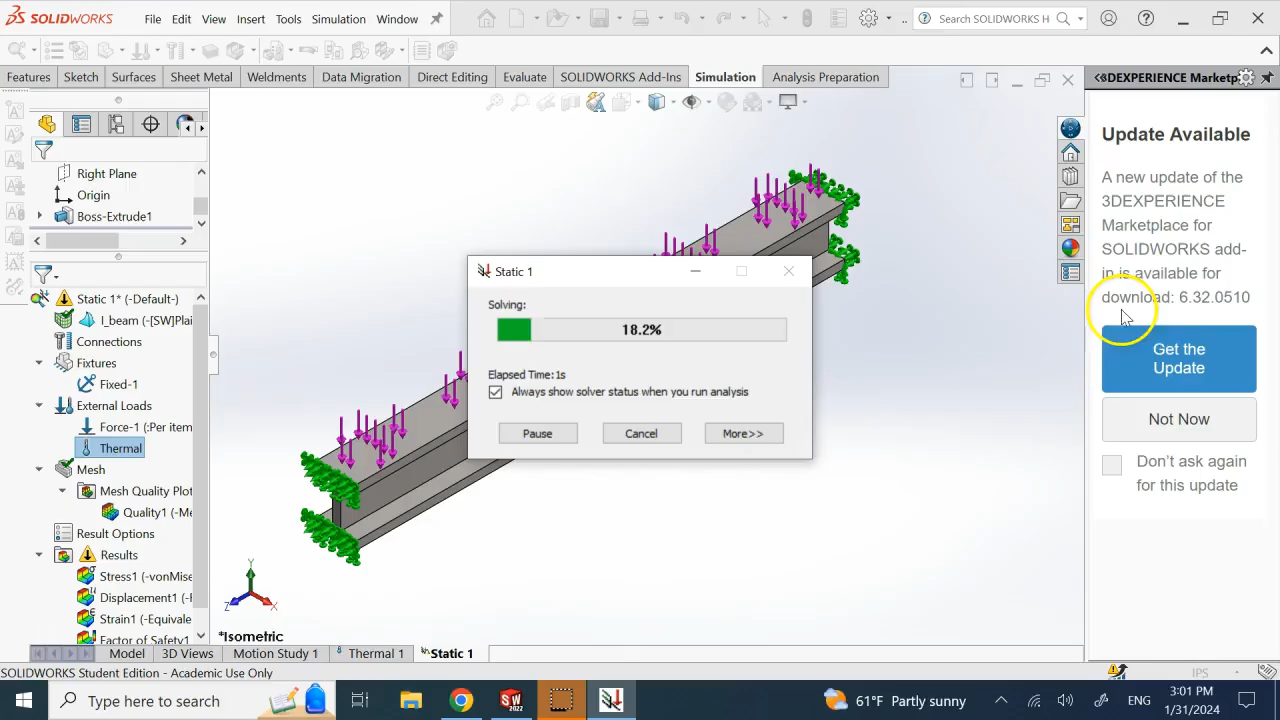 SOLIDWORKS
File Edit View Insert Tools Simulation Window
Search SOLIDWORKS H
Features Sketch Surfaces Sheet Metal Weldments Data Migration Direct Editing Evaluate SOLIDWORKS Add-Ins Simulation Analysis Preparation
3DEXPERIENCE Marketp
Right Plane
Origin
Boss-Extrude1
Static 1* (-Default-)
I_beam (-[SW]Plai
Connections
Fixtures
Fixed-1
External Loads
Force-1 (:Per item
Thermal
Mesh
Mesh Quality Plot
Quality1 (-Me
Result Options
Results
Stress1 (-vonMise
Displacement1 (-R
Strain1 (-Equivale
Factor of Safety1
Static 1
Solving:
18.2%
Elapsed Time:1s
Always show solver status when you run analysis
Pause Cancel More>>
Update Available
A new update of the
3DEXPERIENCE
Marketplace for
SOLIDWORKS add-
in is available for
download: 6.32.0510
Get the
Update
Not Now
Don't ask again
for this update
Y
Z X
*Isometric
Model 3D Views Motion Study 1 Thermal 1 Static 1
SOLIDWORKS Student Edition - Academic Use Only
IPS
Type here to search
SW
2022
61°F Partly sunny
ENG
3:01 PM
1/31/2024